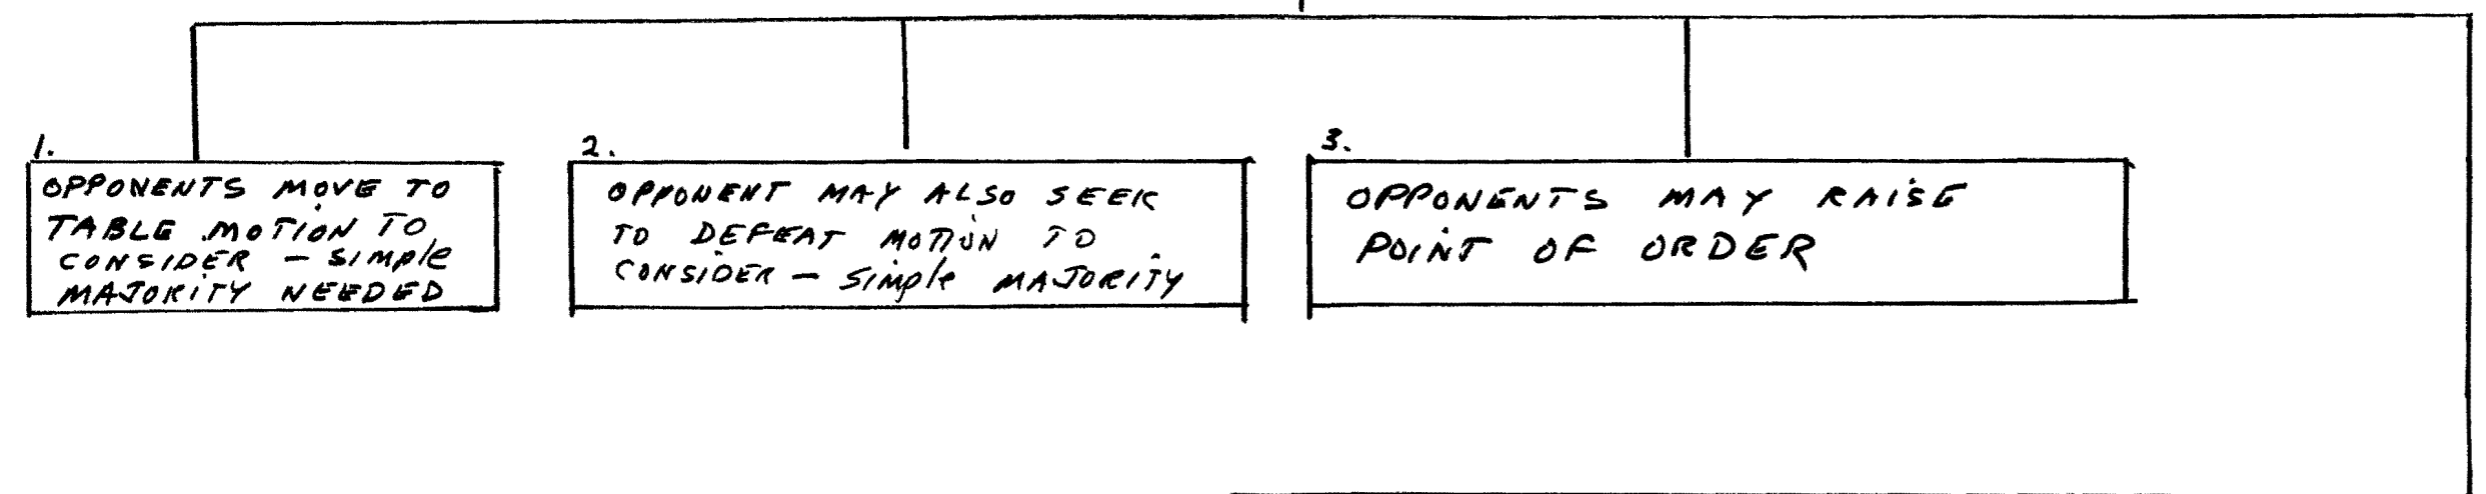 1.
OPPONENTS MOVE TO
TABLE MOTION TO
CONSIDER - SIMPLE
MAJORITY NEEDED
2.
OPPONENT MAY ALSO SEEK
TO DEFEAT MOTION TO
CONSIDER - SIMPLE MAJORITY
3.
OPPONENTS MAY RAISE
POINT OF ORDER